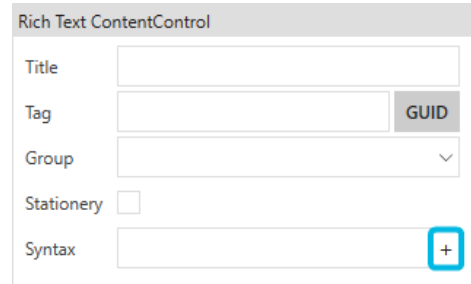 Rich Text ContentControl
Title
Tag GUID
Group
Stationery
Syntax +